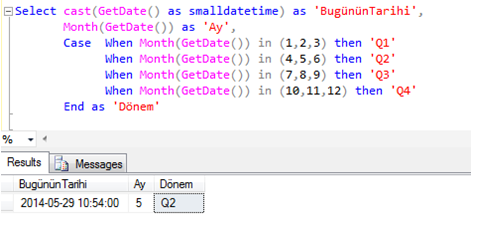 Select cast(GetDate() as smalldatetime) as 'BugününTarihi',
Month(GetDate()) as 'Ay',
Case When Month(GetDate()) in (1,2,3) then 'Q1'
When Month(GetDate()) in (4,5,6) then 'Q2'
When Month(GetDate()) in (7,8,9) then 'Q3'
When Month(GetDate()) in (10,11,12) then 'Q4'
End as 'Dönem'
%
Results Messages
BugününTarihi Ay Dönem
2014-05-29 10:54:00 5 Q2